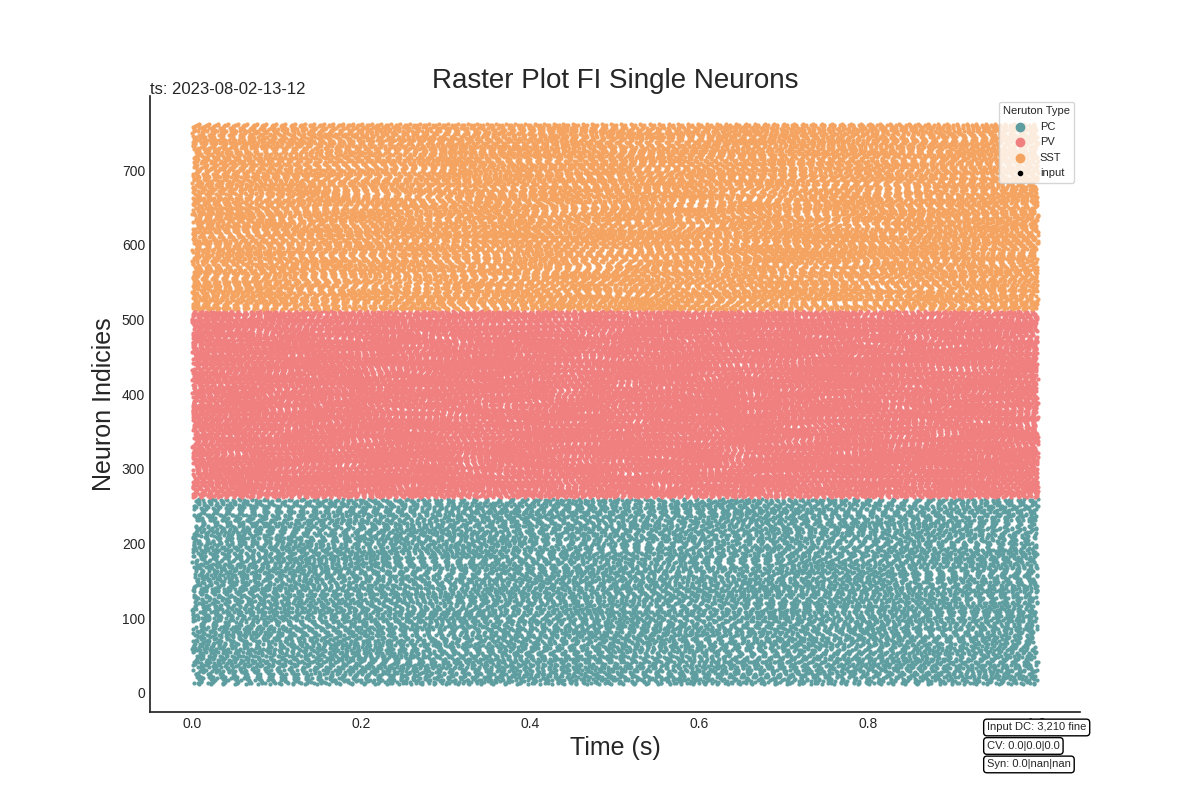 Raster Plot FI Single Neurons
ts: 2023-08-02-13-12
Neruton Type
PC
PV
SST
input
Neuron Indicies
700
600
500
400
300
200
100
0
0.0 0.2 0.4 0.6 0.8
Time (s)
Input DC: 3,210 fine
CV: 0.0|0.0|0.0
Syn: 0.0|nan|nan